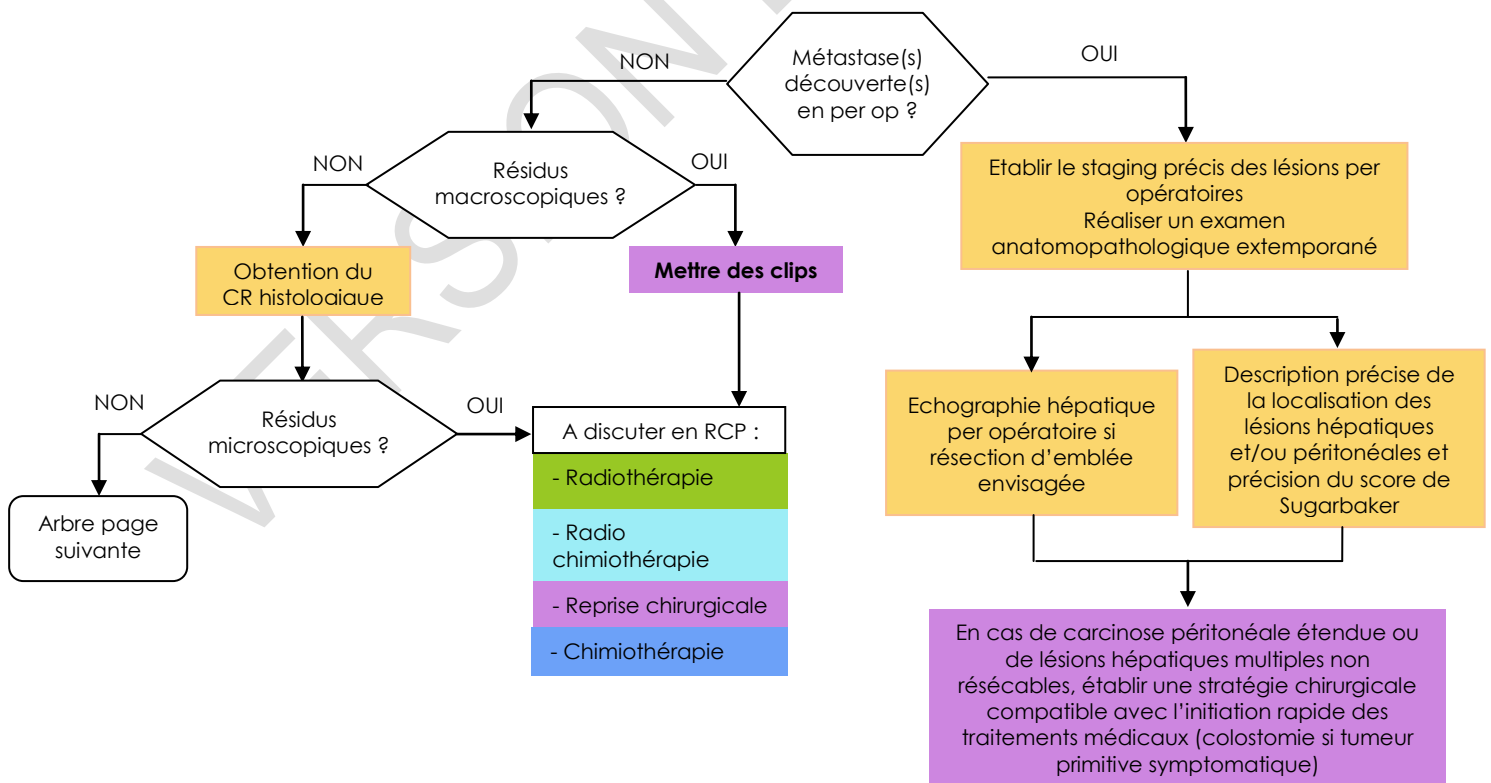 Métastase(s)
découverte(s)
en per op ?
NON
OUI
Résidus
macroscopiques ?
NON
OUI
Etablir le staging précis des lésions per
opératoires
Réaliser un examen
anatomopathologique extemporané
Obtention du
CR histoloaiaue
Mettre des clips
Résidus
microscopiques ?
NON
OUI
Arbre page
suivante
A discuter en RCP :
- Radiothérapie
- Radio
chimiothérapie
- Reprise chirurgicale
- Chimiothérapie
Echographie hépatique
per opératoire si
résection d’emblée
envisagée
Description précise de
la localisation des
lésions hépatiques
et/ou péritonéales et
précision du score de
Sugarbaker
En cas de carcinose péritonéale étendue ou
de lésions hépatiques multiples non
résécables, établir une stratégie chirurgicale
compatible avec l’initiation rapide des
traitements médicaux (colostomie si tumeur
primitive symptomatique)
VERSION